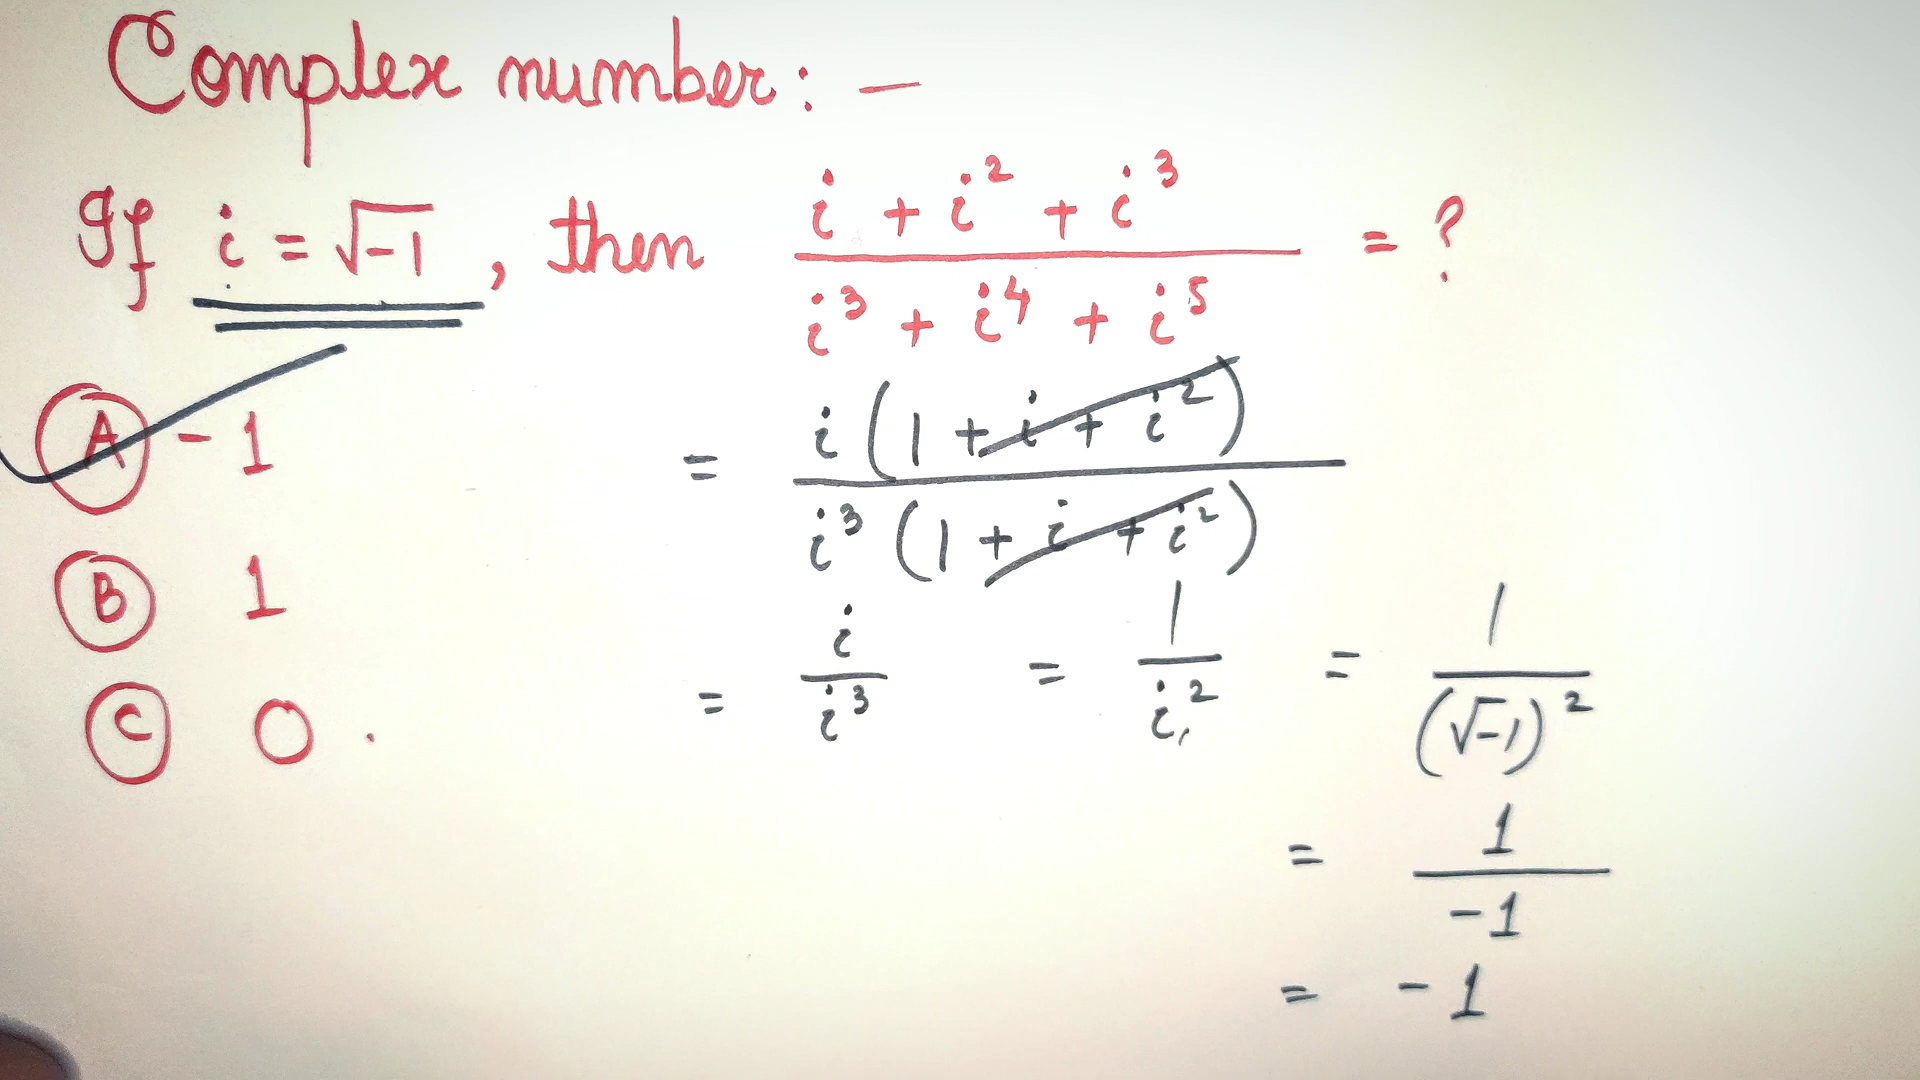 Complex number: —
If i = √-1, then (i + i² + i³)/(i³ + i⁴ + i⁵) = ?
A -1
B 1
C 0.
= i(1 + i + i²)/i³(1 + i + i²)
= i/i³ = 1/i² = 1/(√-1)²
= 1/-1
= -1